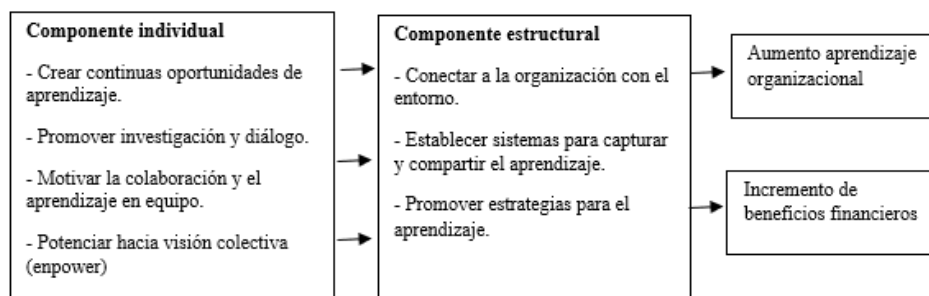 Componente individual
- Crear continuas oportunidades de
aprendizaje.
- Promover investigación y diálogo.
- Motivar la colaboración y el
aprendizaje en equipo.
- Potenciar hacia visión colectiva
(enpower)
Componente estructural
- Conectar a la organización con el
entorno.
- Establecer sistemas para capturar
y compartir el aprendizaje.
- Promover estrategias para el
aprendizaje.
Aumento aprendizaje
organizacional
Incremento de
beneficios financieros